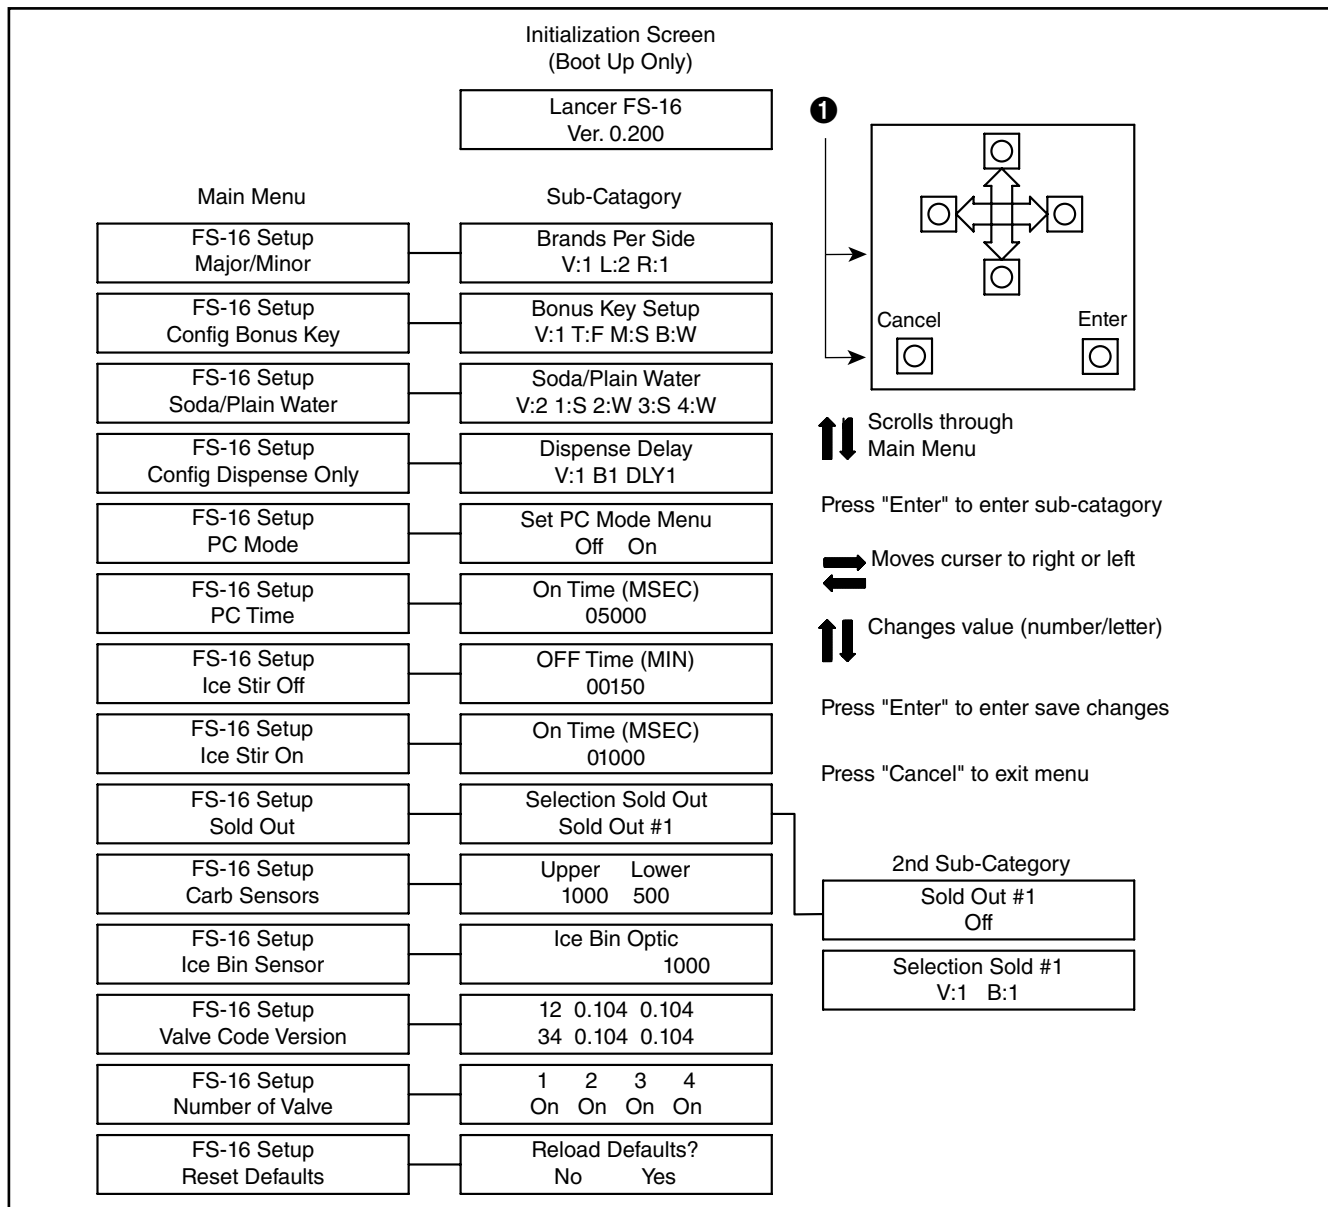 Initialization Screen
(Boot Up Only)
Lancer FS-16
Ver. 0.200
Main Menu
Sub-Catagory
FS-16 Setup
Major/Minor
Brands Per Side
V:1 L:2 R:1
FS-16 Setup
Config Bonus Key
Bonus Key Setup
V:1 T:F M:S B:W
FS-16 Setup
Soda/Plain Water
Soda/Plain Water
V:2 1:S 2:W 3:S 4:W
FS-16 Setup
Config Dispense Only
Dispense Delay
V:1 B1 DLY1
FS-16 Setup
PC Mode
Set PC Mode Menu
Off On
FS-16 Setup
PC Time
On Time (MSEC)
05000
FS-16 Setup
Ice Stir Off
OFF Time (MIN)
00150
FS-16 Setup
Ice Stir On
On Time (MSEC)
01000
FS-16 Setup
Sold Out
Selection Sold Out
Sold Out #1
FS-16 Setup
Carb Sensors
Upper Lower
1000 500
FS-16 Setup
Ice Bin Sensor
Ice Bin Optic
1000
FS-16 Setup
Valve Code Version
12 0.104 0.104
34 0.104 0.104
FS-16 Setup
Number of Valve
1 2 3 4
On On On On
FS-16 Setup
Reset Defaults
Reload Defaults?
No Yes
1
Cancel
Enter
Scrolls through
Main Menu
Press "Enter" to enter sub-catagory
Moves curser to right or left
Changes value (number/letter)
Press "Enter" to enter save changes
Press "Cancel" to exit menu
2nd Sub-Category
Sold Out #1
Off
Selection Sold #1
V:1 B:1